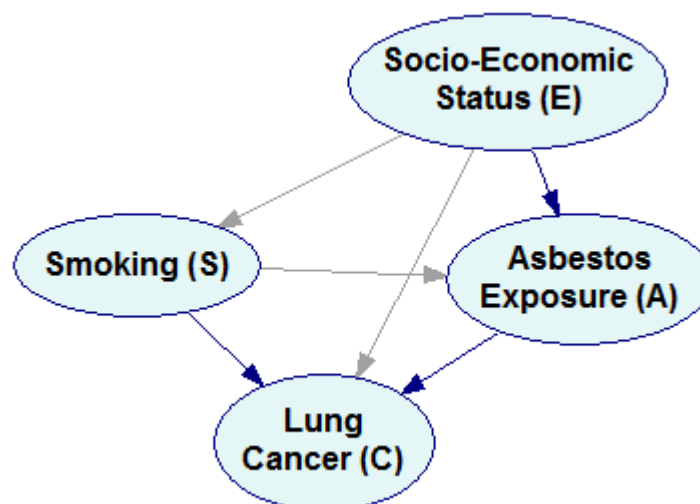 Socio-Economic
Status (E)
Smoking (S)
Asbestos
Exposure (A)
Lung
Cancer (C)